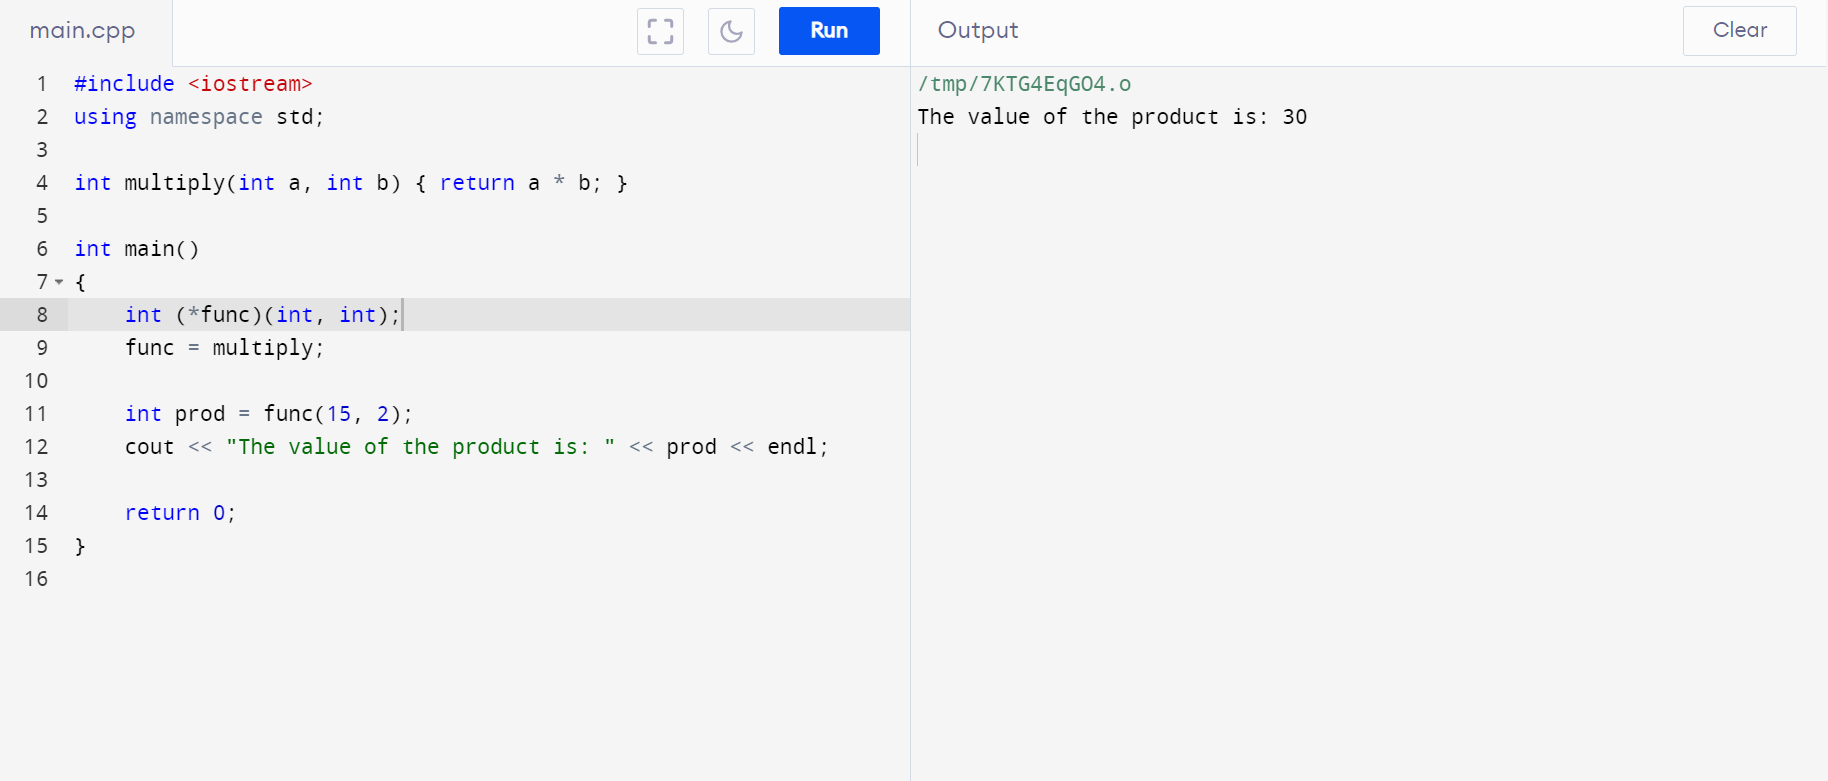 main.cpp
Run
1 #include <iostream>
2 using namespace std;
3
4 int multiply(int a, int b) { return a * b; }
5
6 int main()
7 {
8     int (*func)(int, int);
9     func = multiply;
10
11     int prod = func(15, 2);
12     cout << "The value of the product is: " << prod << endl;
13
14     return 0;
15 }
16
Output
Clear
/tmp/7KTG4EqGO4.o
The value of the product is: 30